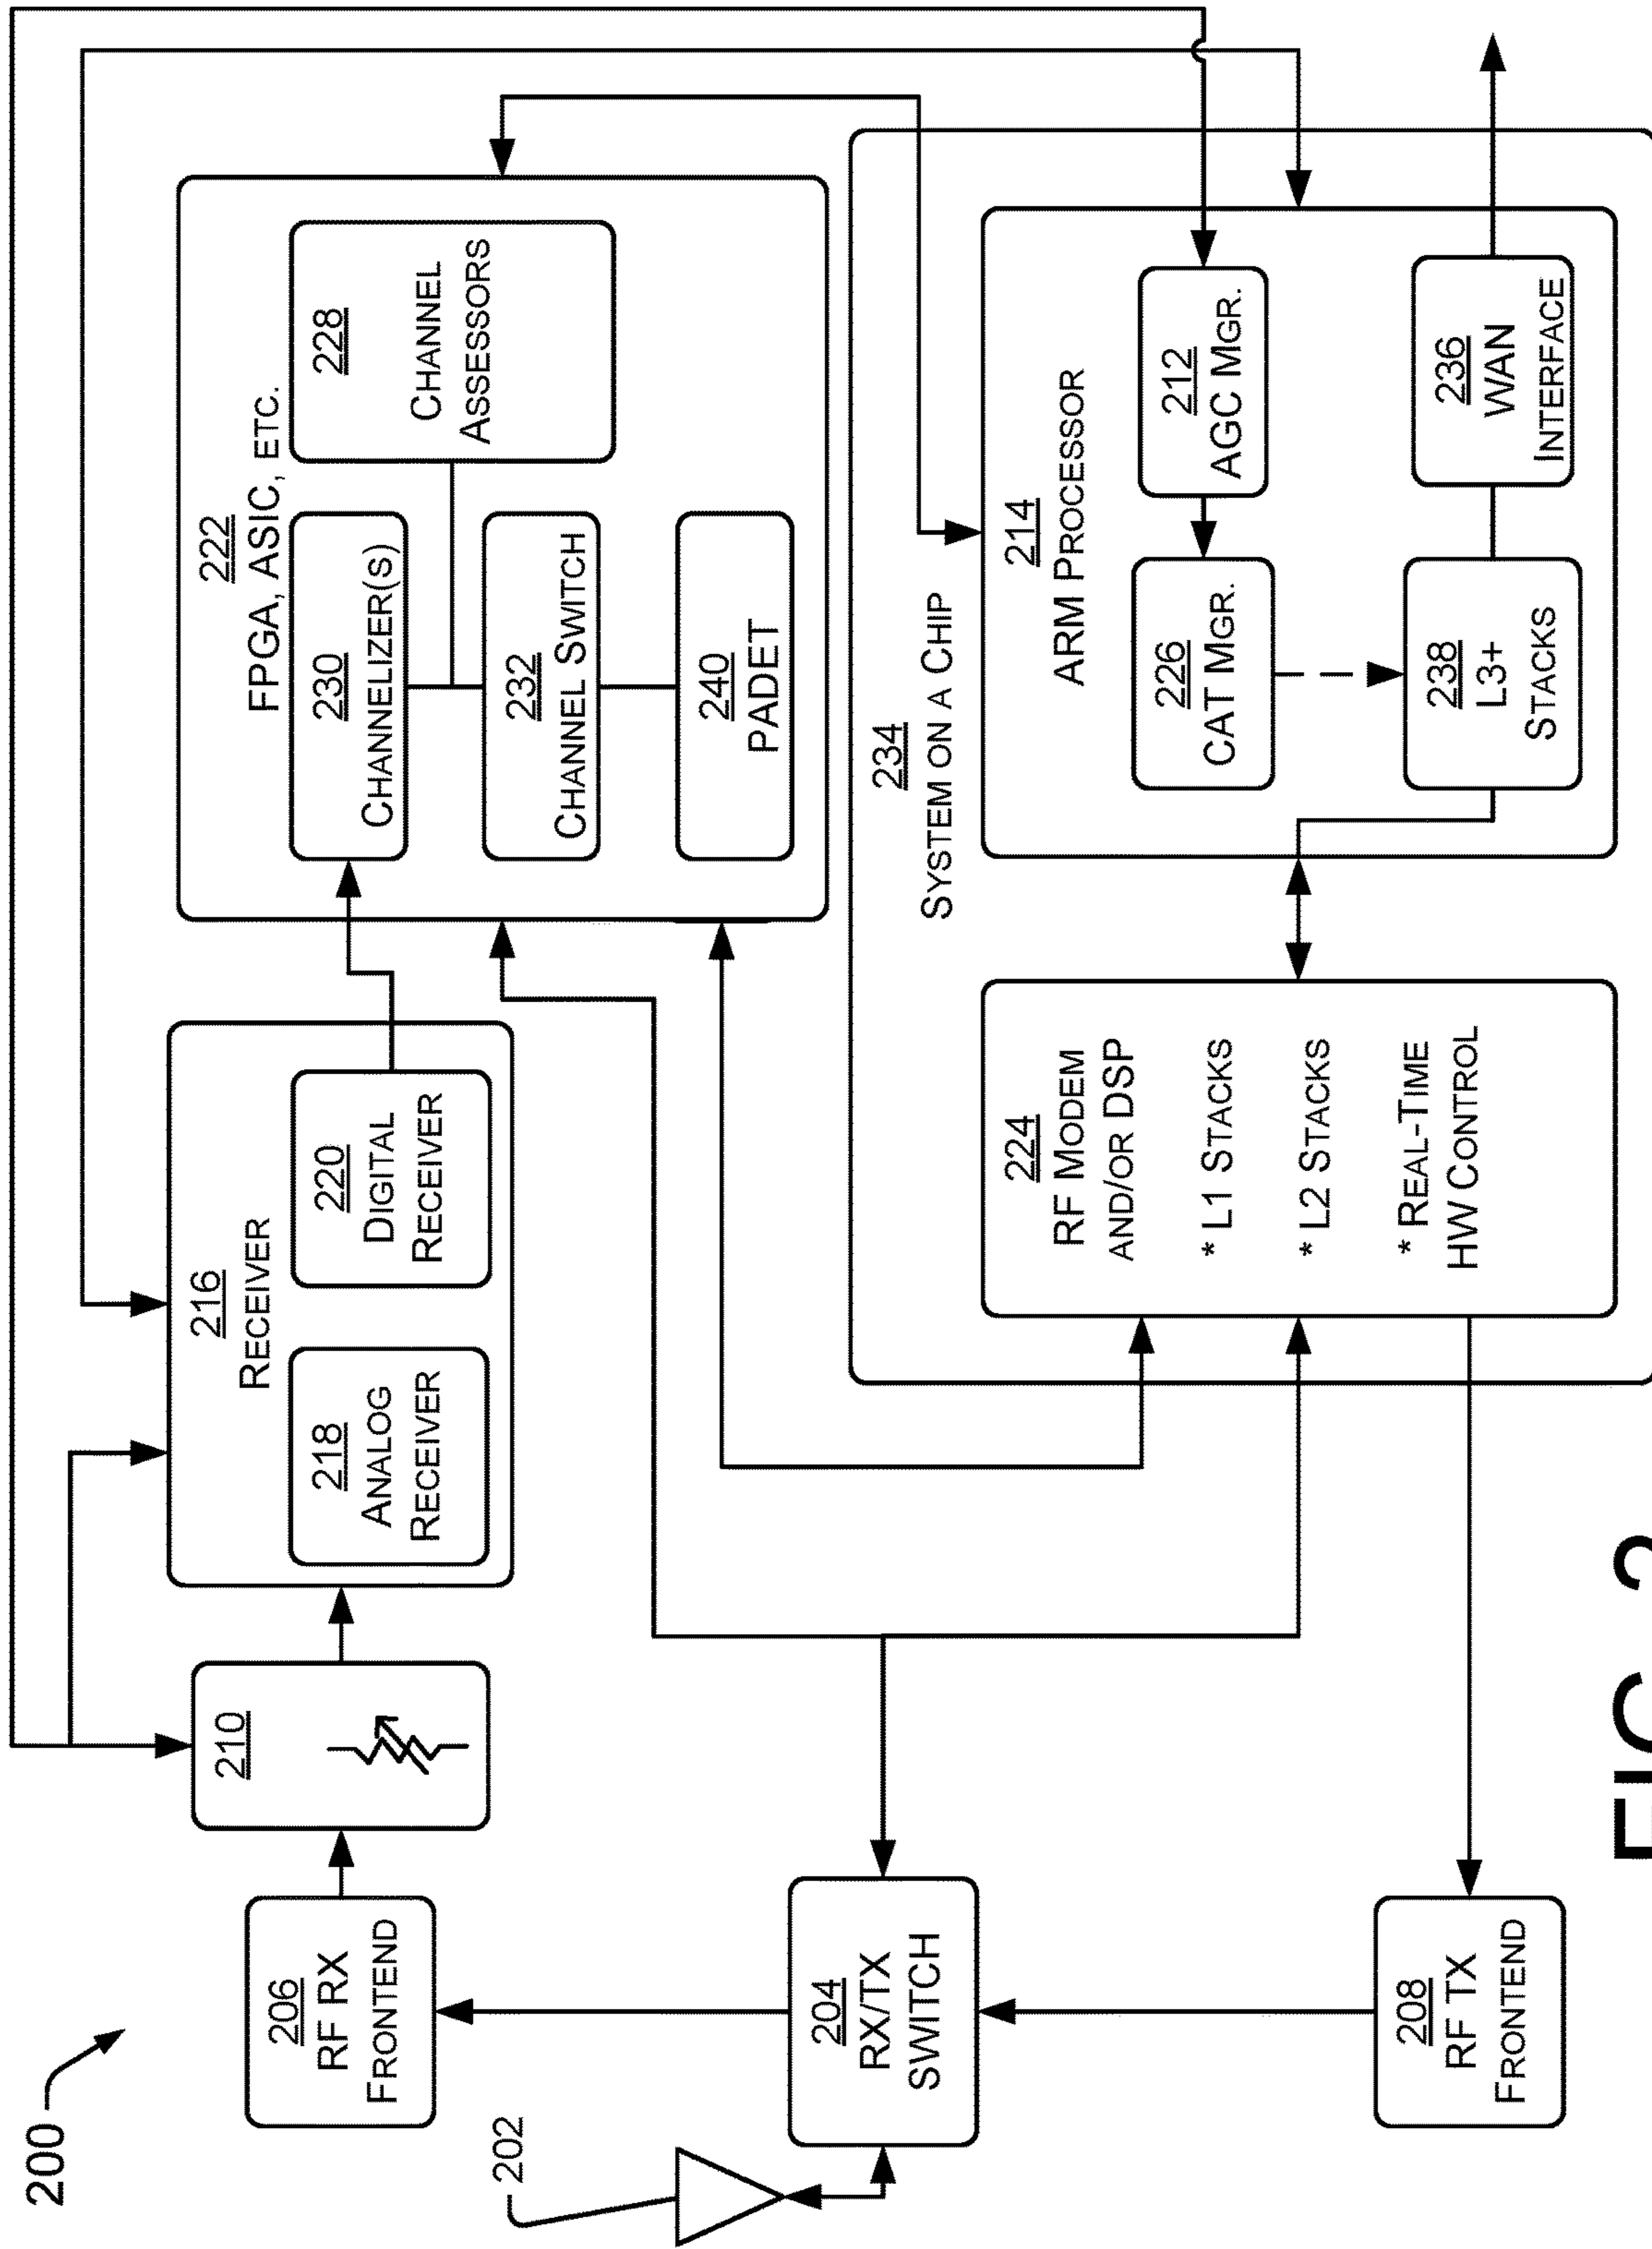 200
202
204
RX/TX
SWITCH
206
RF RX
FRONTEND
208
RF TX
FRONTEND
210
216
RECEIVER
218
ANALOG
RECEIVER
220
DIGITAL
RECEIVER
222
FPGA, ASIC, ETC.
230
CHANNELIZER(S)
228
CHANNEL
ASSESSORS
232
CHANNEL SWITCH
240
PADET
234
SYSTEM ON A CHIP
224
RF MODEM
AND/OR DSP
* L1 STACKS
* L2 STACKS
* REAL-TIME
HW CONTROL
214
ARM PROCESSOR
226
CAT MGR.
212
AGC MGR.
238
L3+
STACKS
236
WAN
INTERFACE